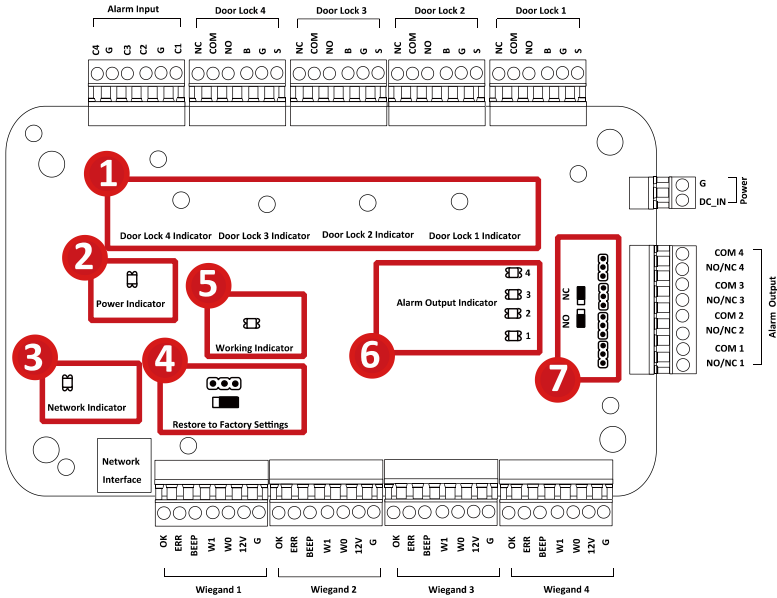 Alarm Input
Door Lock 4
Door Lock 3
Door Lock 2
Door Lock 1
C4 G C3 C2 G C1
NC COM NO B G S
NC COM NO B G S
NC COM NO B G S
NC COM NO B G S
1
Door Lock 4 Indicator
Door Lock 3 Indicator
Door Lock 2 Indicator
Door Lock 1 Indicator
G
DC_IN
Power
2
Power Indicator
5
Working Indicator
Alarm Output Indicator
4
3
2
1
6
NC
NO
7
COM 4
NO/NC 4
COM 3
NO/NC 3
COM 2
NO/NC 2
COM 1
NO/NC 1
Alarm Output
3
Network Indicator
4
Restore to Factory Settings
Network
Interface
OK ERR BEEP W1 W0 12V G
OK ERR BEEP W1 W0 12V G
OK ERR BEEP W1 W0 12V G
OK ERR BEEP W1 W0 12V G
Wiegand 1
Wiegand 2
Wiegand 3
Wiegand 4